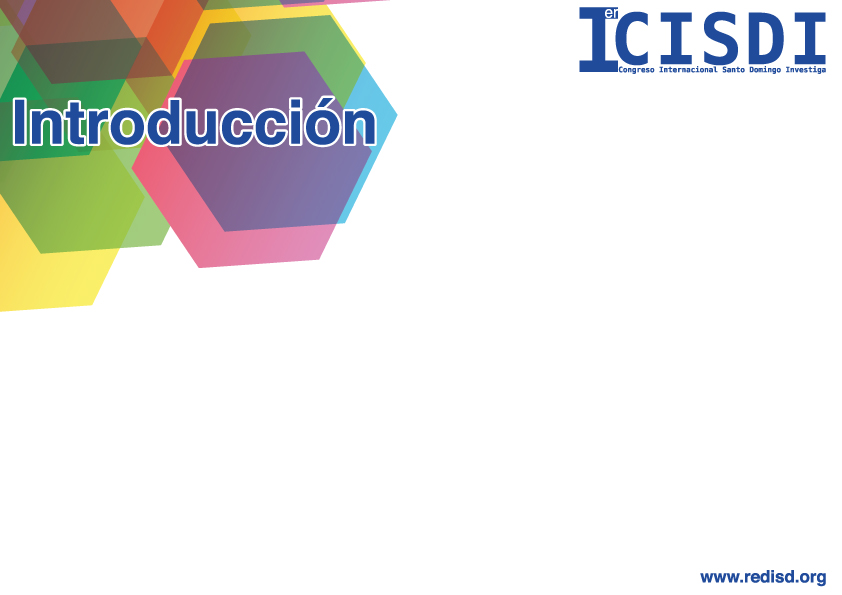 1er CISDI
Congreso Internacional Santo Domingo Investiga
Introducción
www.redisd.org